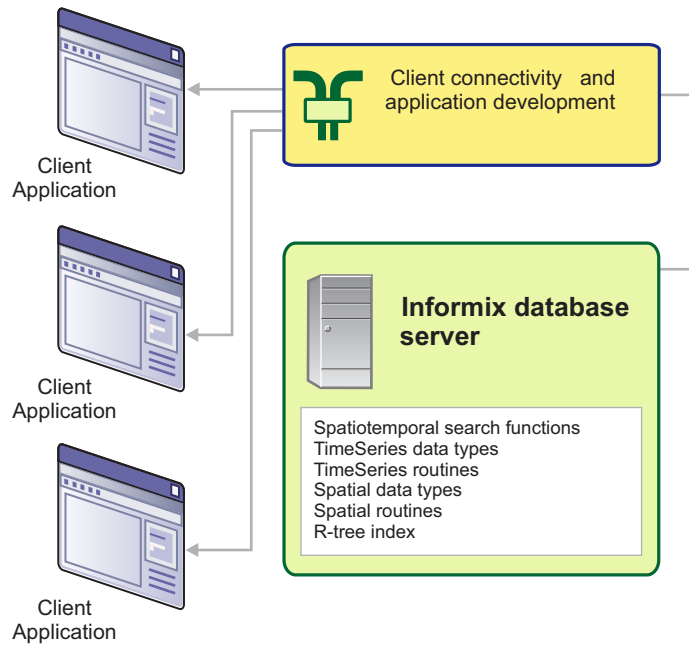 Client connectivity and
application development
Client
Application
Client
Application
Informix database
server
Spatiotemporal search functions
TimeSeries data types
TimeSeries routines
Spatial data types
Spatial routines
R-tree index
Client
Application